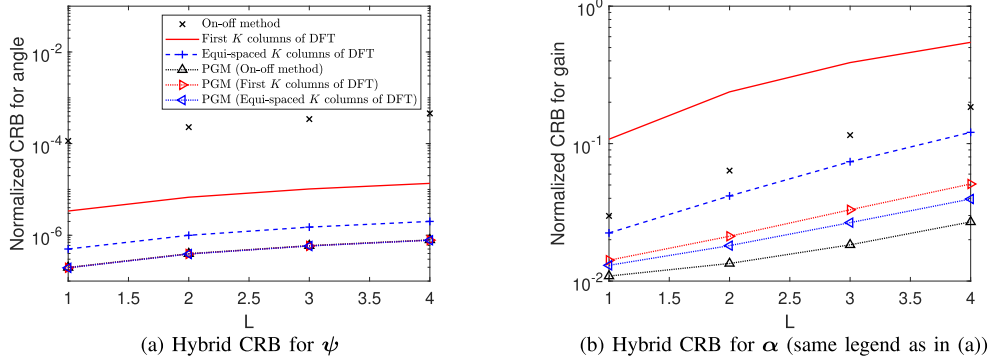 Normalized CRB for angle
10^-2
10^-4
10^-6
1
1.5
2
2.5
3
3.5
4
L
On-off method
First K columns of DFT
Equi-spaced K columns of DFT
PGM (On-off method)
PGM (First K columns of DFT)
PGM (Equi-spaced K columns of DFT)
(a) Hybrid CRB for ψ
Normalized CRB for gain
10^0
10^-1
10^-2
1
1.5
2
2.5
3
3.5
4
L
(b) Hybrid CRB for α (same legend as in (a))